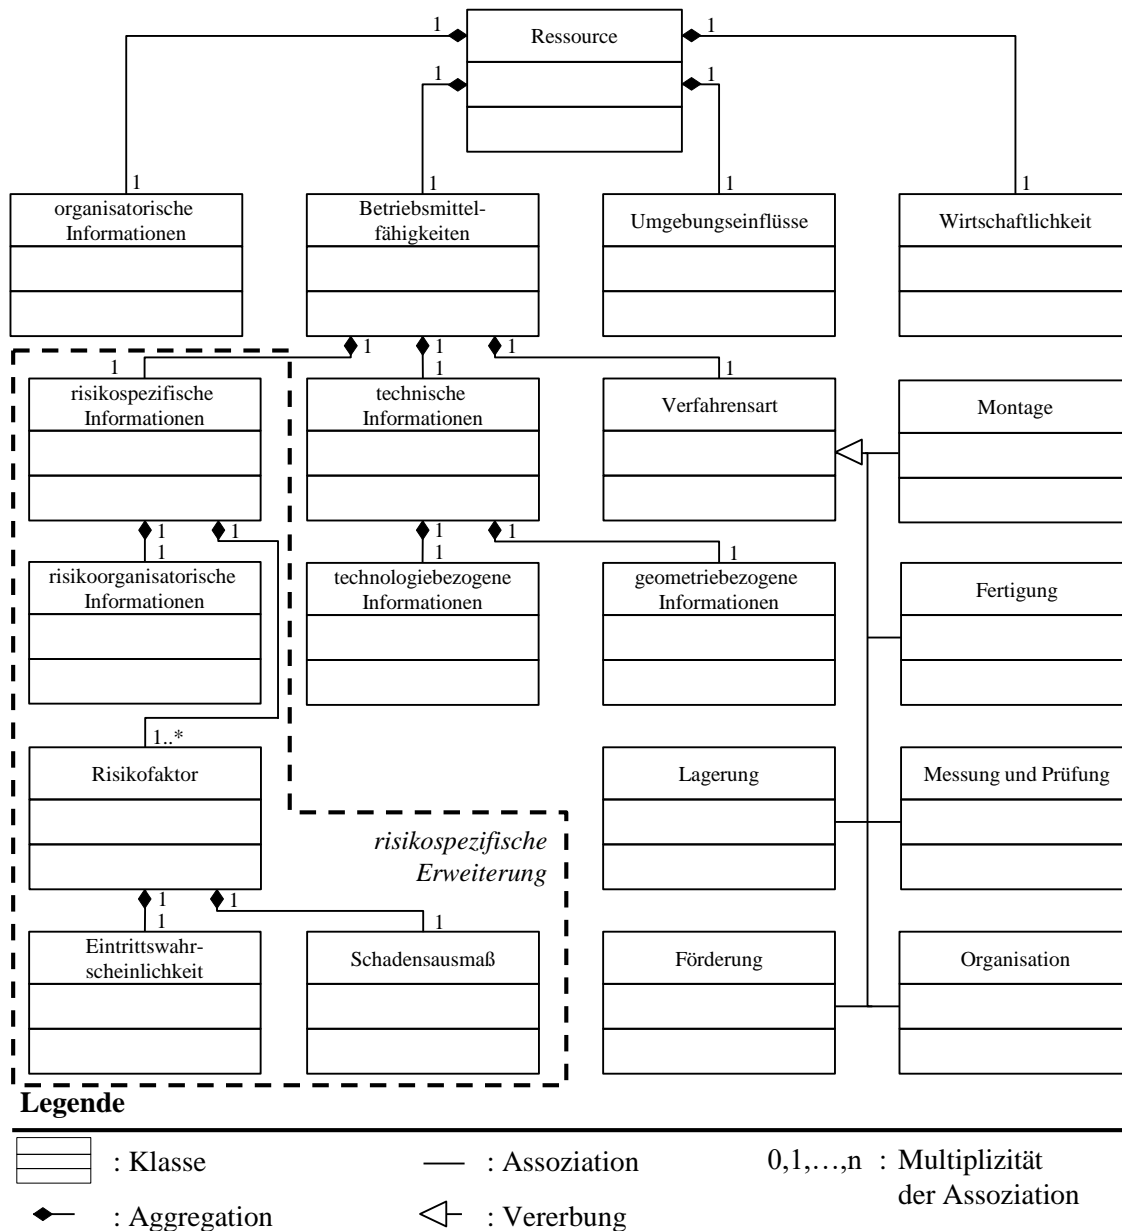 Ressource
1
1
1
1
1
1
1
1
organisatorische
Informationen
Betriebsmittel-
fähigkeiten
Umgebungseinflüsse
Wirtschaftlichkeit
1
1
1
1
1
1
risikospezifische
Informationen
technische
Informationen
Verfahrensart
Montage
1
1
1
1
1
1
1
1
risikoorganisatorische
Informationen
technologiebezogene
Informationen
geometriebezogene
Informationen
Fertigung
1..*
Risikofaktor
Lagerung
Messung und Prüfung
risikospezifische
Erweiterung
1
1
1
1
Eintrittswahr-
scheinlichkeit
Schadensausmaß
Förderung
Organisation
Legende
: Klasse
: Assoziation
0,1,…,n : Multiplizität
der Assoziation
: Aggregation
: Vererbung